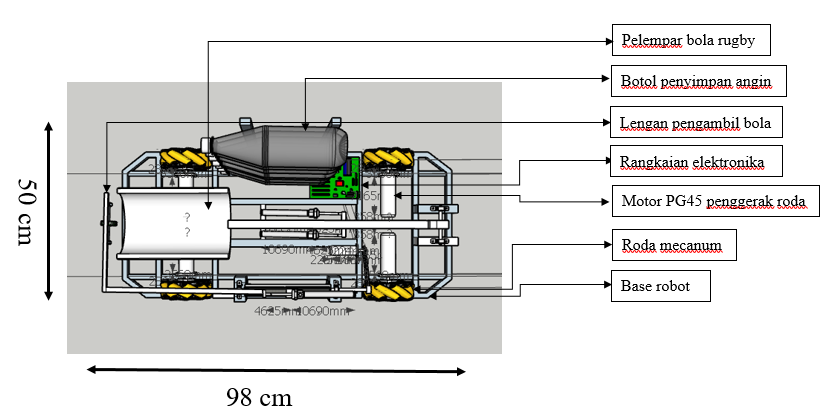 Pelempar bola rugby
Botol penyimpan angin
Lengan pengambil bola
Rangkaian elektronika
Motor PG45 penggerak roda
Roda mecanum
Base robot
50 cm
?
?
98 cm